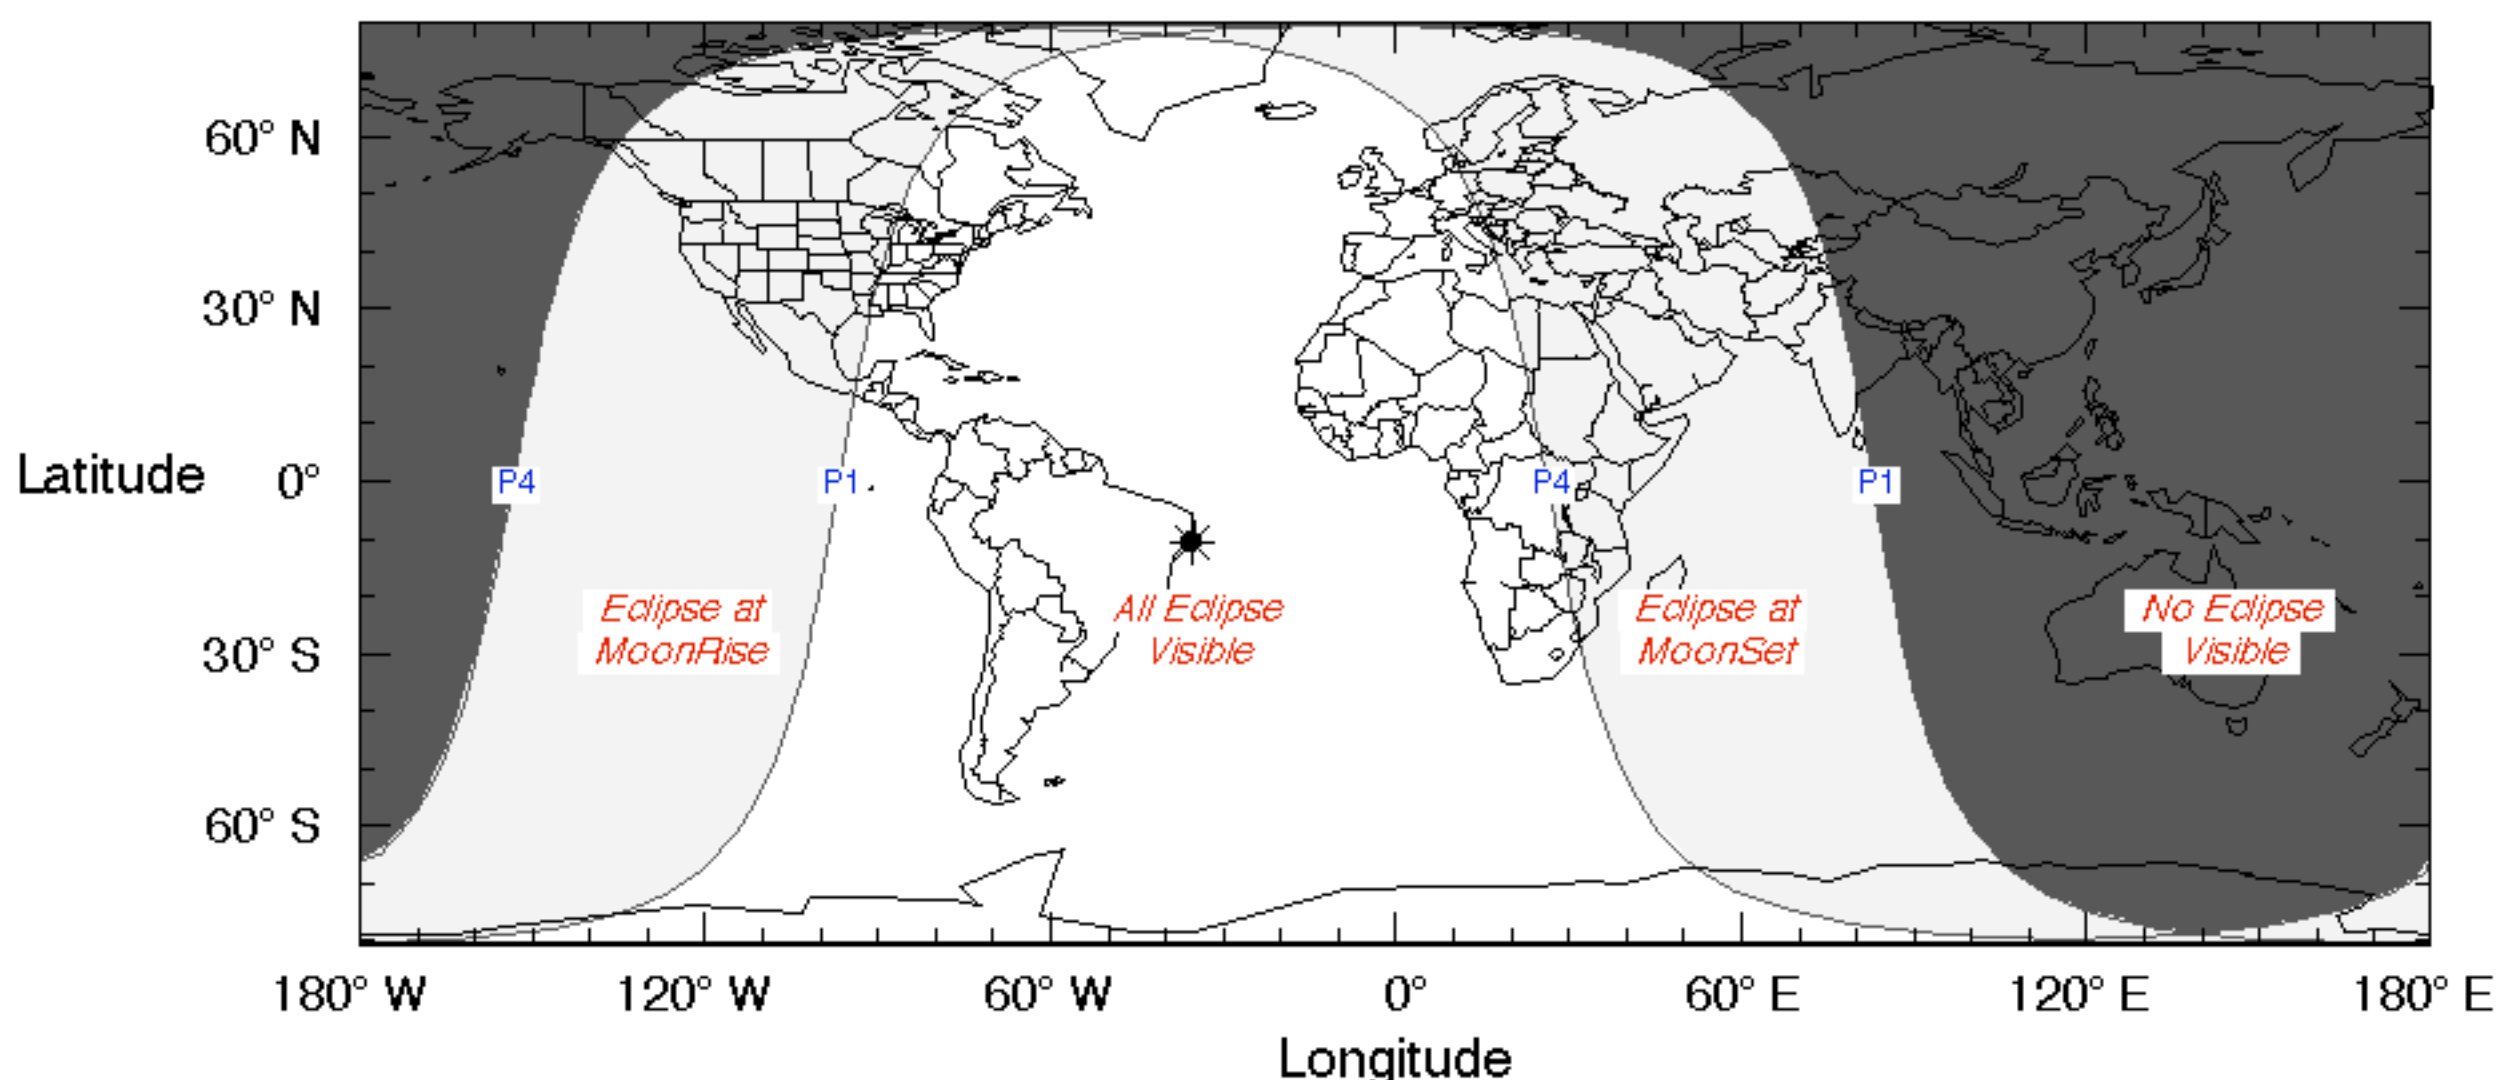 60° N
30° N
Latitude 0°
P4 P1 P4 P1
Eclipse at All Eclipse Eclipse at No Eclipse
MoonRise Visible MoonSet Visible
30° S
60° S
180° W 120° W 60° W 0° 60° E 120° E 180° E
Longitude